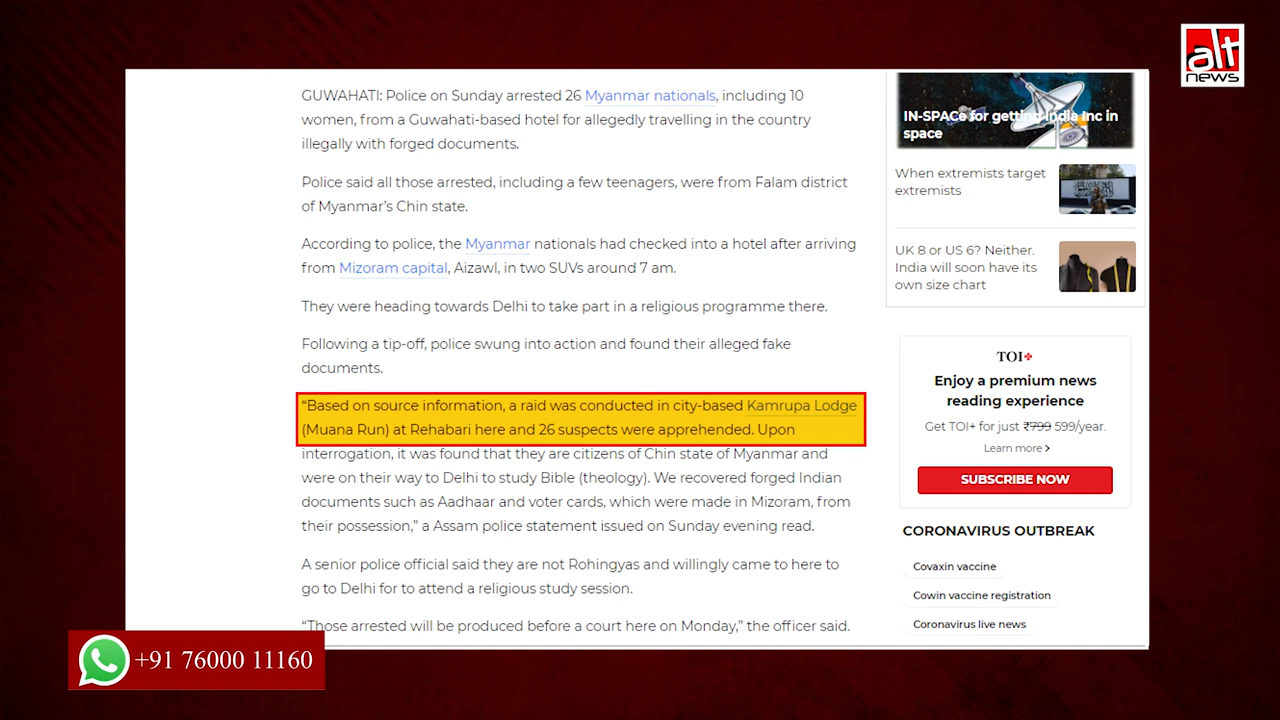 alt
news
GUWAHATI: Police on Sunday arrested 26 Myanmar nationals, including 10
women, from a Guwahati-based hotel for allegedly travelling in the country
illegally with forged documents.
Police said all those arrested, including a few teenagers, were from Falam district
of Myanmar's Chin state.
According to police, the Myanmar nationals had checked into a hotel after arriving
from Mizoram capital, Aizawl, in two SUVs around 7 am.
They were heading towards Delhi to take part in a religious programme there.
Following a tip-off, police swung into action and found their alleged fake
documents.
“Based on source information, a raid was conducted in city-based Kamrupa Lodge
(Muana Run) at Rehabari here and 26 suspects were apprehended. Upon
interrogation, it was found that they are citizens of Chin state of Myanmar and
were on their way to Delhi to study Bible (theology). We recovered forged Indian
documents such as Aadhaar and voter cards, which were made in Mizoram, from
their possession,” a Assam police statement issued on Sunday evening read.
A senior police official said they are not Rohingyas and willingly came to here to
go to Delhi for to attend a religious study session.
“Those arrested will be produced before a court here on Monday,” the officer said.
IN-SPACe for getting India Inc in
space
When extremists target
extremists
UK 8 or US 6? Neither.
India will soon have its
own size chart
TOI+
Enjoy a premium news
reading experience
Get TOI+ for just ₹799 599/year.
Learn more >
SUBSCRIBE NOW
CORONAVIRUS OUTBREAK
Covaxin vaccine
Cowin vaccine registration
Coronavirus live news
+91 76000 11160